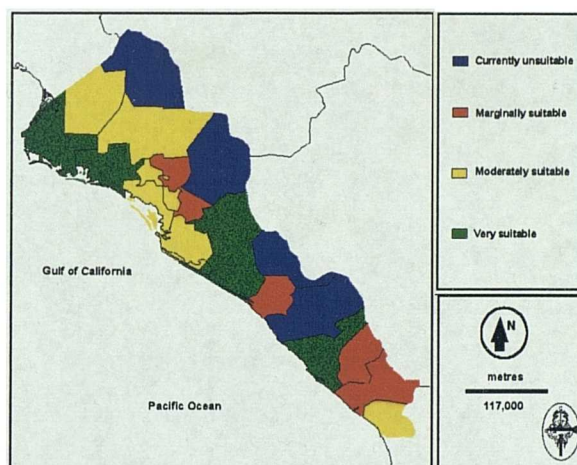 Currently unsuitable
Marginally suitable
Moderately suitable
Very suitable
Gulf of California
Pacific Ocean
N
metres
117,000